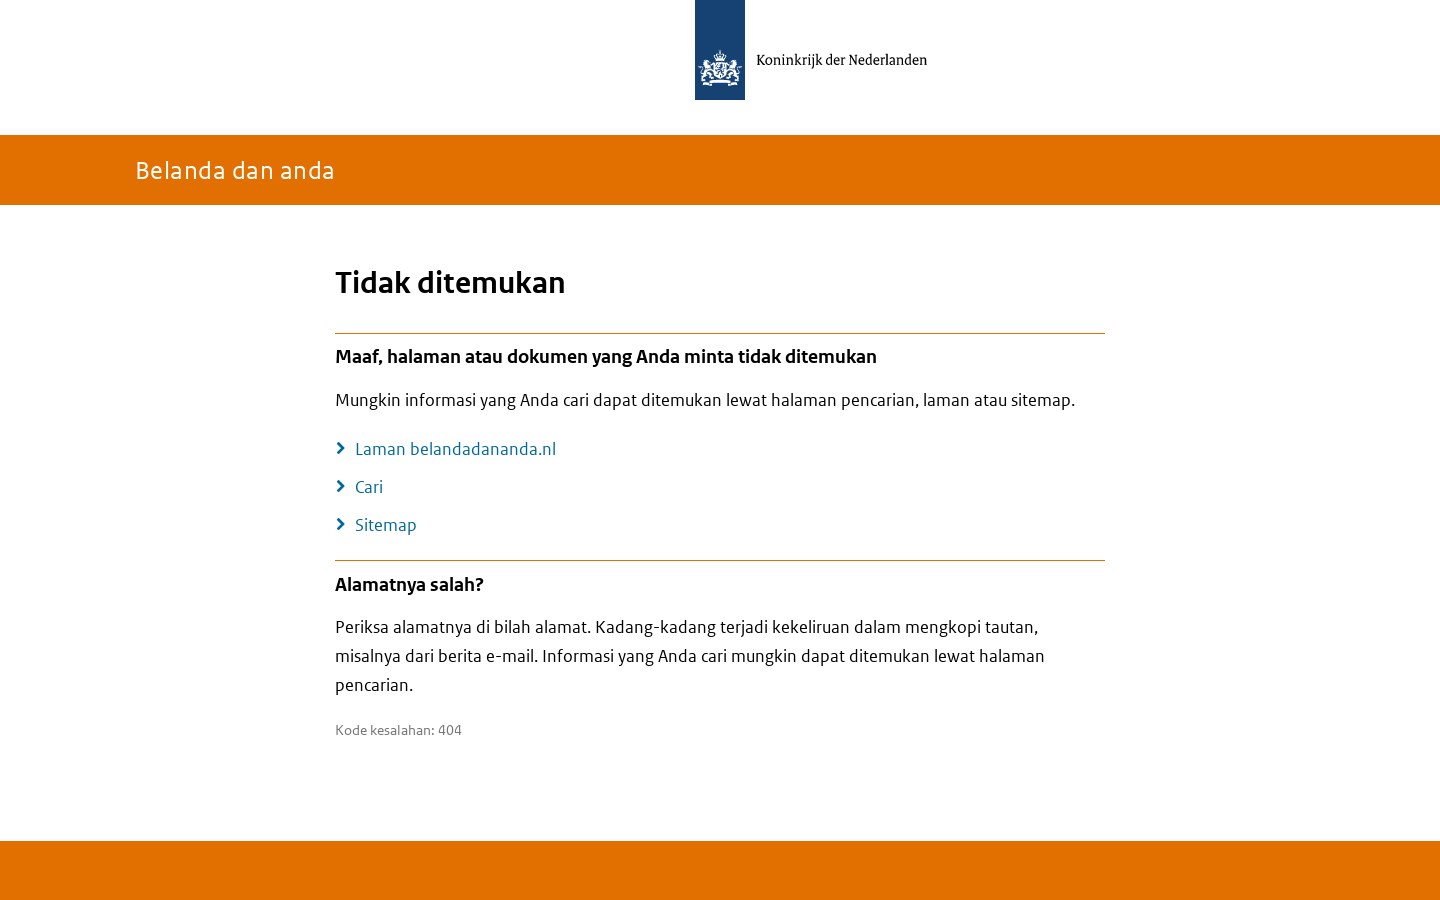 Koninkrijk der Nederlanden
Belanda dan anda
Tidak ditemukan
Maaf, halaman atau dokumen yang Anda minta tidak ditemukan
Mungkin informasi yang Anda cari dapat ditemukan lewat halaman pencarian, laman atau sitemap.
Laman belandadananda.nl
Cari
Sitemap
Alamatnya salah?
Periksa alamatnya di bilah alamat. Kadang-kadang terjadi kekeliruan dalam mengkopi tautan,
misalnya dari berita e-mail. Informasi yang Anda cari mungkin dapat ditemukan lewat halaman
pencarian.
Kode kesalahan: 404